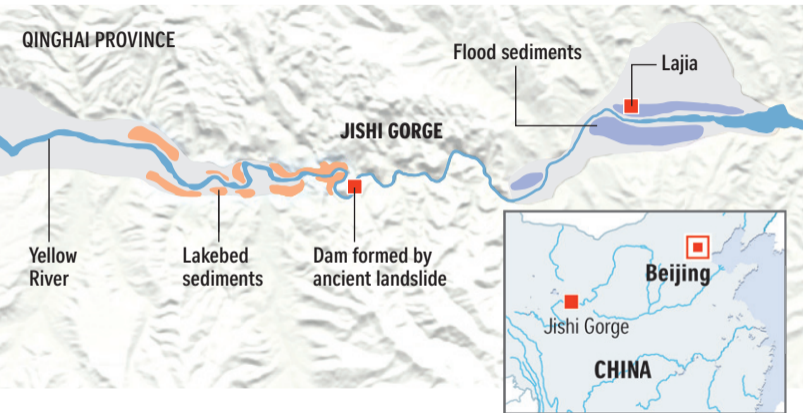 QINGHAI PROVINCE
Flood sediments
Lajia
JISHI GORGE
Yellow
River
Lakebed
sediments
Dam formed by
ancient landslide
Beijing
Jishi Gorge
CHINA